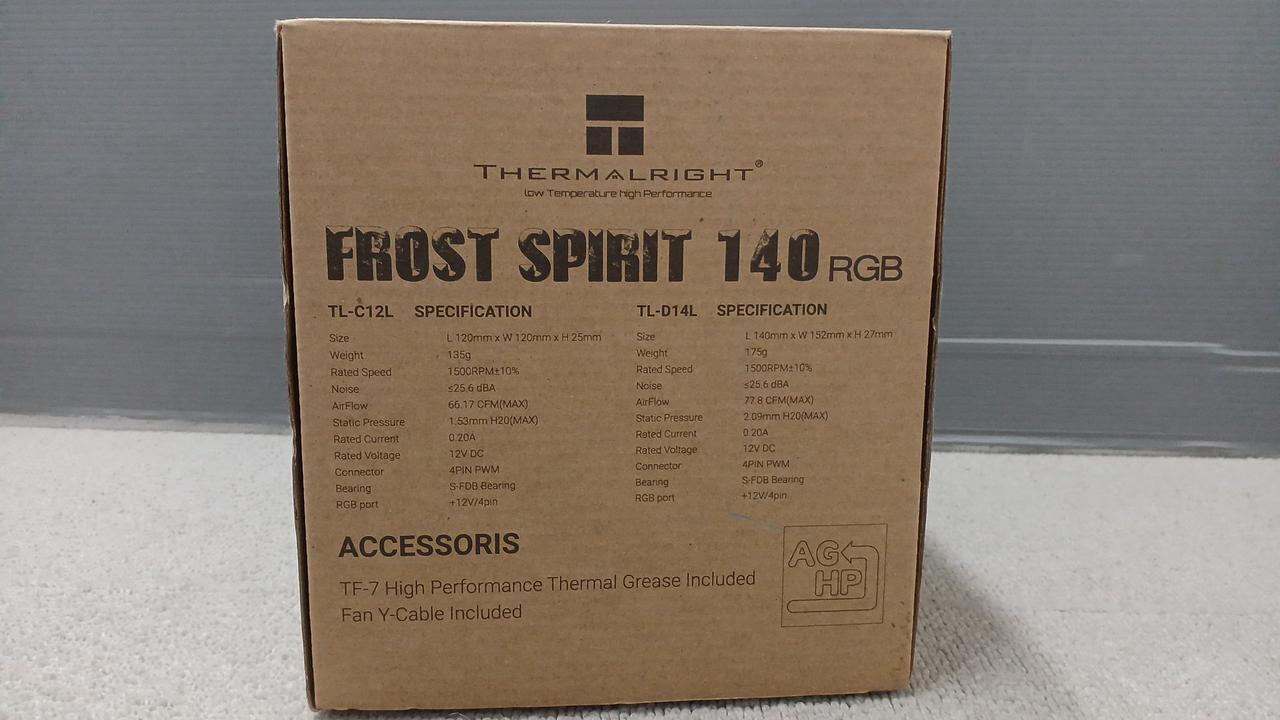 THERMALRIGHT®
low Temperature high Performance
FROST SPIRIT 140 RGB
TL-C12L SPECIFICATION
Size L 120mm x W 120mm x H 25mm
Weight 135g
Rated Speed 1500RPM±10%
Noise ≤25.6 dBA
AirFlow 66.17 CFM(MAX)
Static Pressure 1.53mm H20(MAX)
Rated Current 0.20A
Rated Voltage 12V DC
Connector 4PIN PWM
Bearing S-FDB Bearing
RGB port +12V/4pin
TL-D14L SPECIFICATION
Size L 140mm x W 152mm x H 27mm
Weight 175g
Rated Speed 1500RPM±10%
Noise ≤25.6 dBA
AirFlow 77.8 CFM(MAX)
Static Pressure 2.09mm H20(MAX)
Rated Current 0.20A
Rated Voltage 12V DC
Connector 4PIN PWM
Bearing S-FDB Bearing
RGB port +12V/4pin
ACCESSORIS
TF-7 High Performance Thermal Grease Included
Fan Y-Cable Included
AG
HP